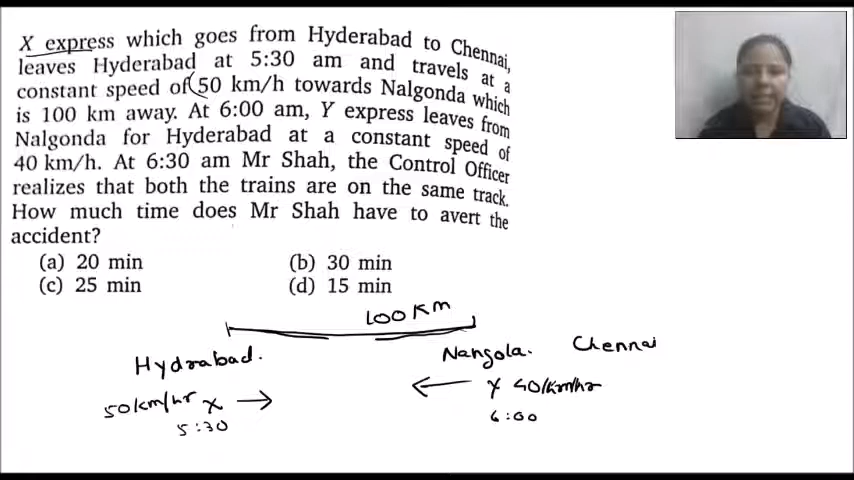 X express which goes from Hyderabad to Chennai,
leaves Hyderabad at 5:30 am and travels at a
constant speed of 50 km/h towards Nalgonda which
is 100 km away. At 6:00 am, Y express leaves from
Nalgonda for Hyderabad at a constant speed of
40 km/h. At 6:30 am Mr Shah, the Control Officer
realizes that both the trains are on the same track.
How much time does Mr Shah have to avert the
accident?
(a) 20 min (b) 30 min
(c) 25 min (d) 15 min
100 Km
Hydrabad. Nangola. Chennai
50km/hr X → ← Y 40/km/hr
5:30 6:00